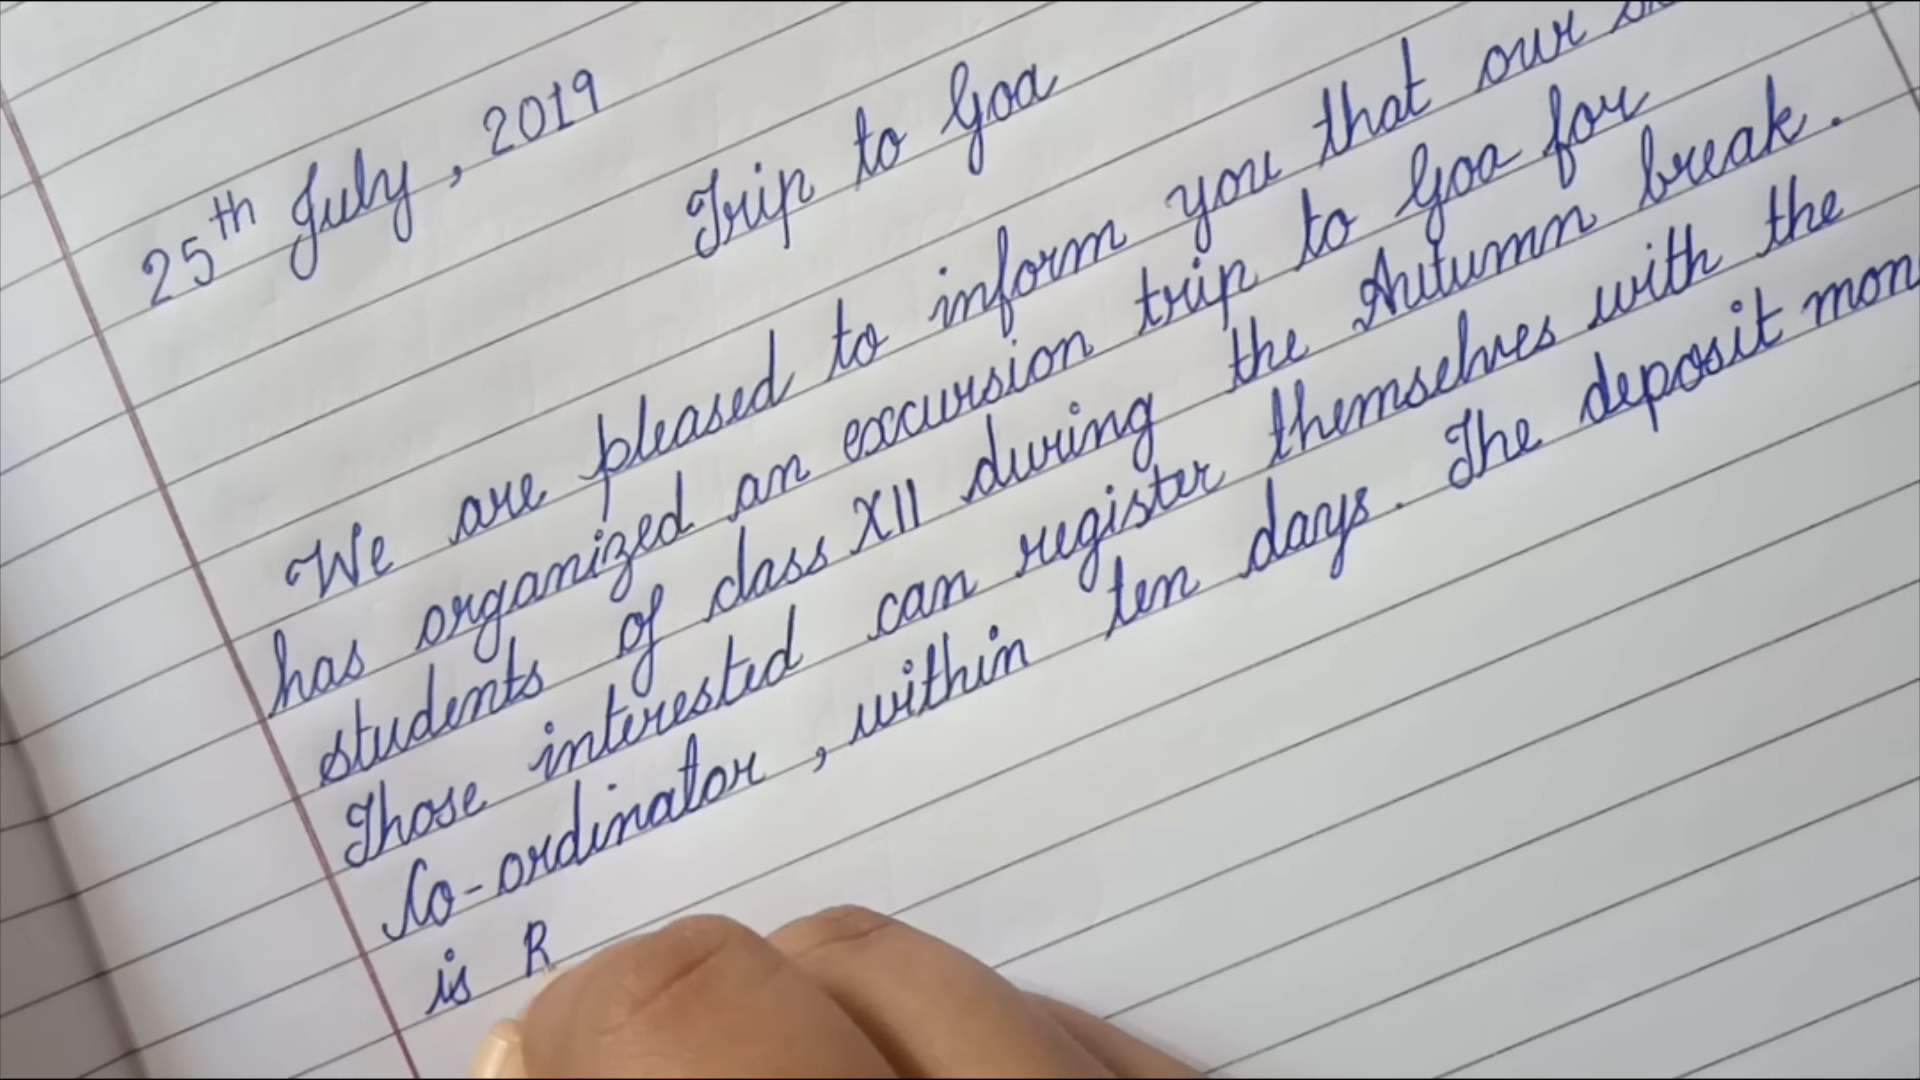 25th July, 2019
Trip to Goa
We are pleased to inform you that our
has organized an excursion trip to Goa for
students of class XII during the Autumn break.
Those interested can register themselves with the
Co-ordinator, within ten days. The deposit
is R